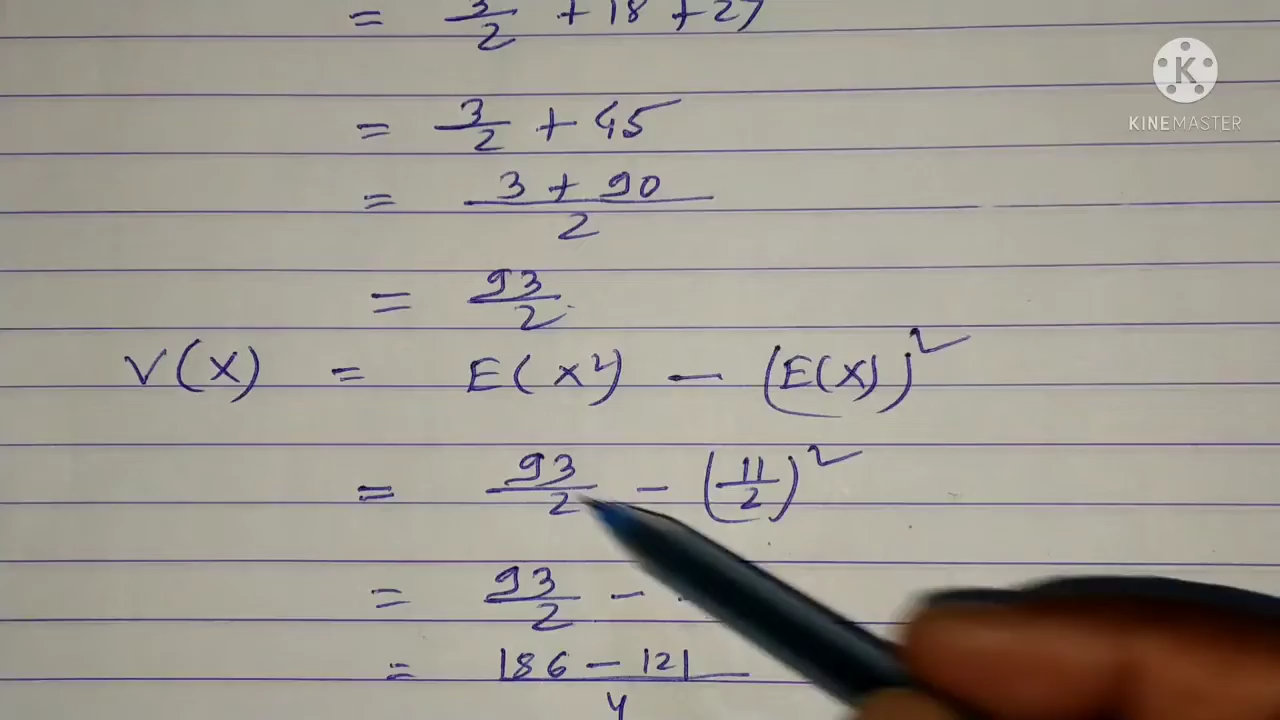 = 3/2 + 18 + 27
= 3/2 + 45
= (3 + 90)/2
= 93/2
V(X) = E(X²) - (E(X))²
= 93/2 - (11/2)²
= 93/2 -
= (186 - 121)/4
K
KINEMASTER